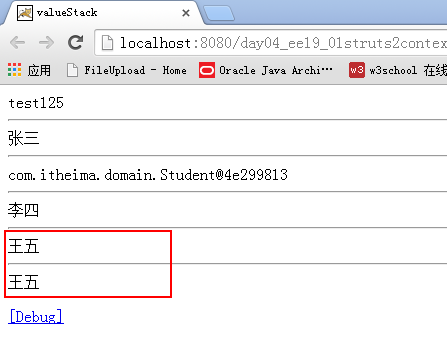 valueStack
localhost:8080/day04_ee19_01struts2contex
应用 FileUpload - Home Oracle Java Archi… w3 w3school 在线
test125
张三
com.itheima.domain.Student@4e299813
李四
王五
王五
[Debug]